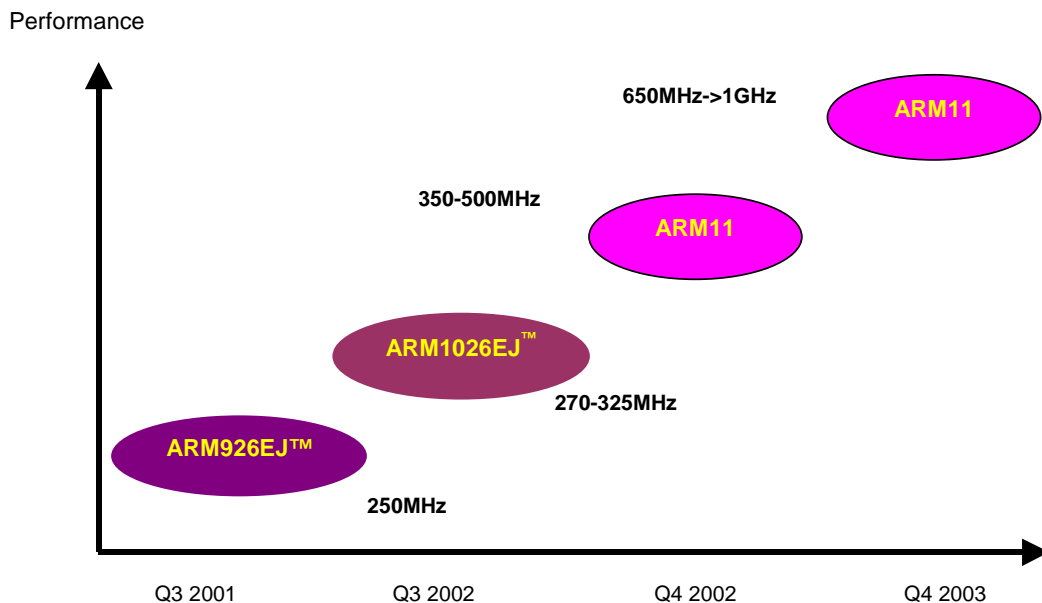 Performance
650MHz->1GHz
ARM11
350-500MHz
ARM11
ARM1026EJ™
270-325MHz
ARM926EJ™
250MHz
Q3 2001 Q3 2002 Q4 2002 Q4 2003